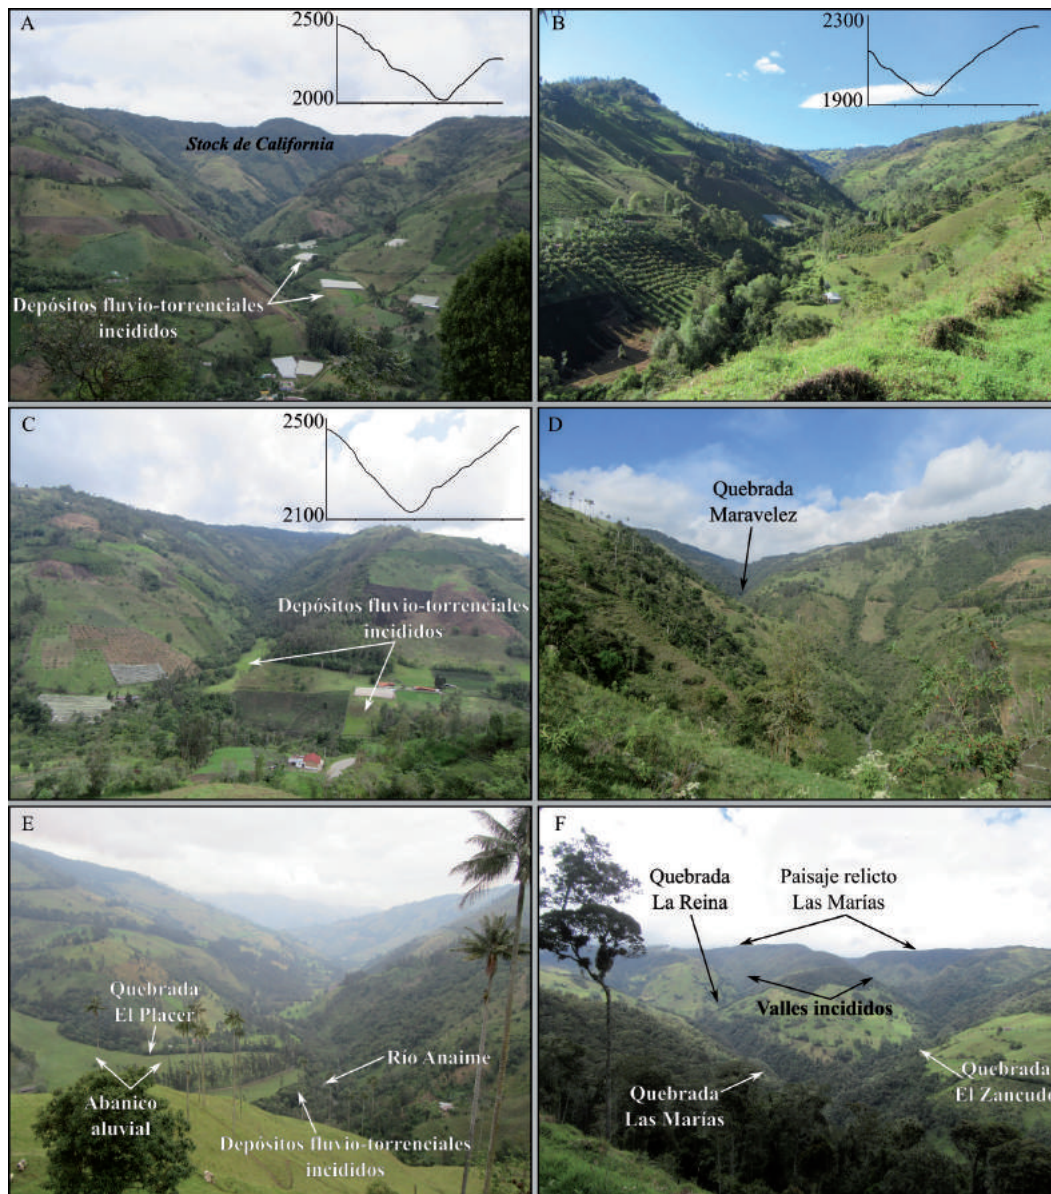 A
2500
2000
Stock de California
Depósitos fluvio-torrenciales
incididos
B
2300
1900
C
2500
2100
Depósitos fluvio-torrenciales
incididos
D
Quebrada
Maravelez
E
Quebrada
El Placer
Río Anaime
Abanico
aluvial
Depósitos fluvio-torrenciales
incididos
F
Quebrada
La Reina
Paisaje relicto
Las Marías
Valles incididos
Quebrada
Las Marías
Quebrada
El Zancudo